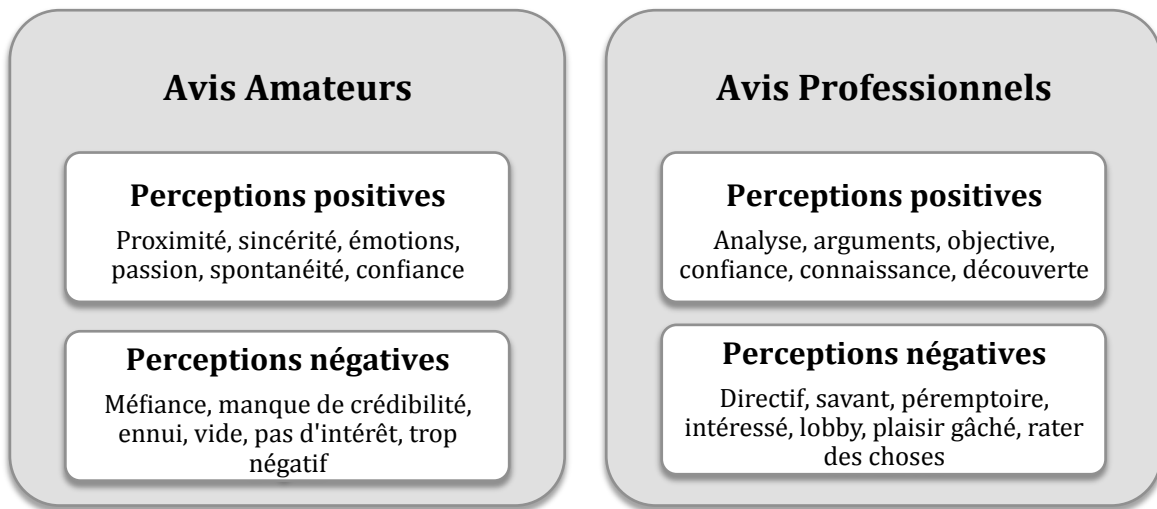 Avis Amateurs
Perceptions positives
Proximité, sincérité, émotions,
passion, spontanéité, confiance
Perceptions négatives
Méfiance, manque de crédibilité,
ennui, vide, pas d'intérêt, trop
négatif
Avis Professionnels
Perceptions positives
Analyse, arguments, objective,
confiance, connaissance, découverte
Perceptions négatives
Directif, savant, péremptoire,
intéressé, lobby, plaisir gâché, rater
des choses